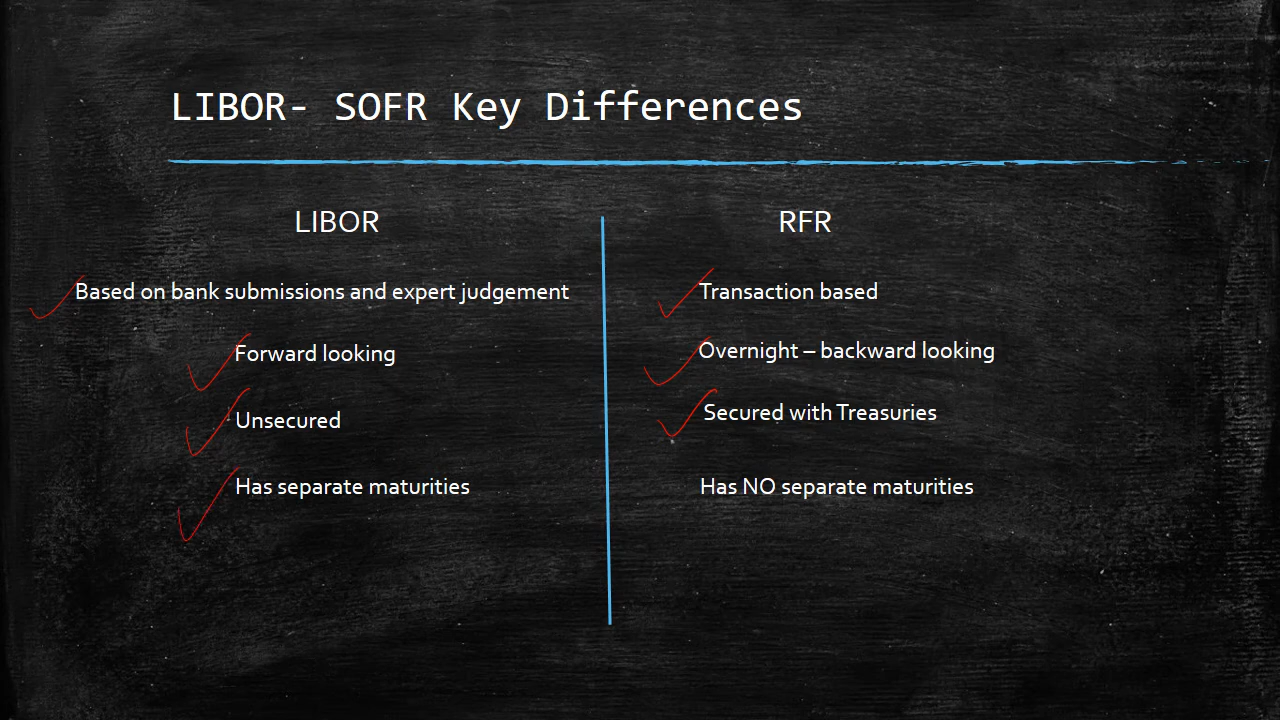 LIBOR- SOFR Key Differences
LIBOR
Based on bank submissions and expert judgement
Forward looking
Unsecured
Has separate maturities
RFR
Transaction based
Overnight – backward looking
Secured with Treasuries
Has NO separate maturities